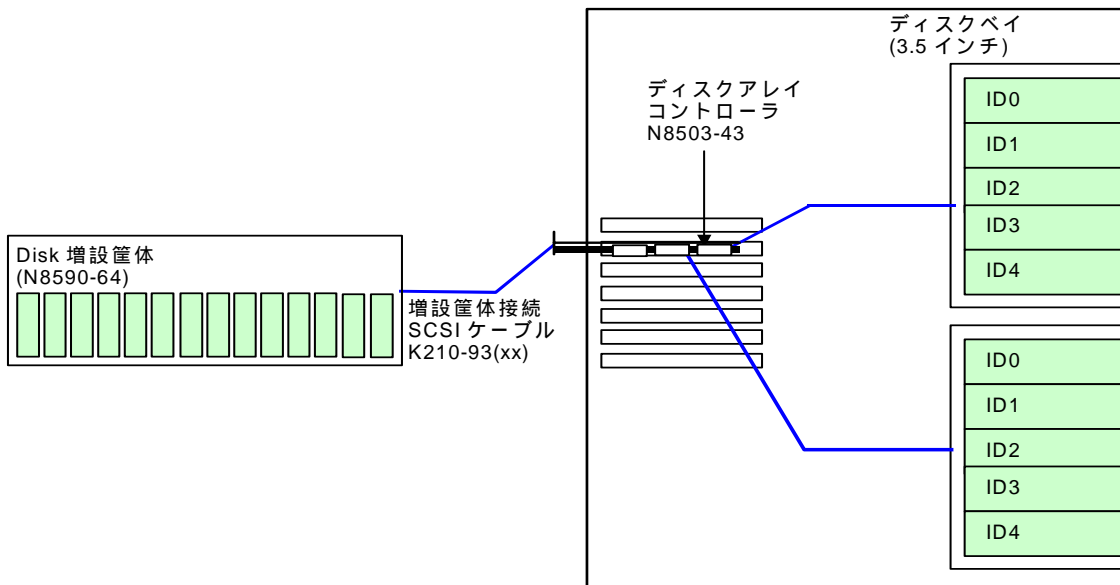 ディスクベイ
(3.5 インチ)
ディスクアレイ
コントローラ
N8503-43
ID0
ID1
ID2
ID3
ID4
Disk 増設筐体
(N8590-64)
増設筐体接続
SCSI ケーブル
K210-93(xx)
ID0
ID1
ID2
ID3
ID4